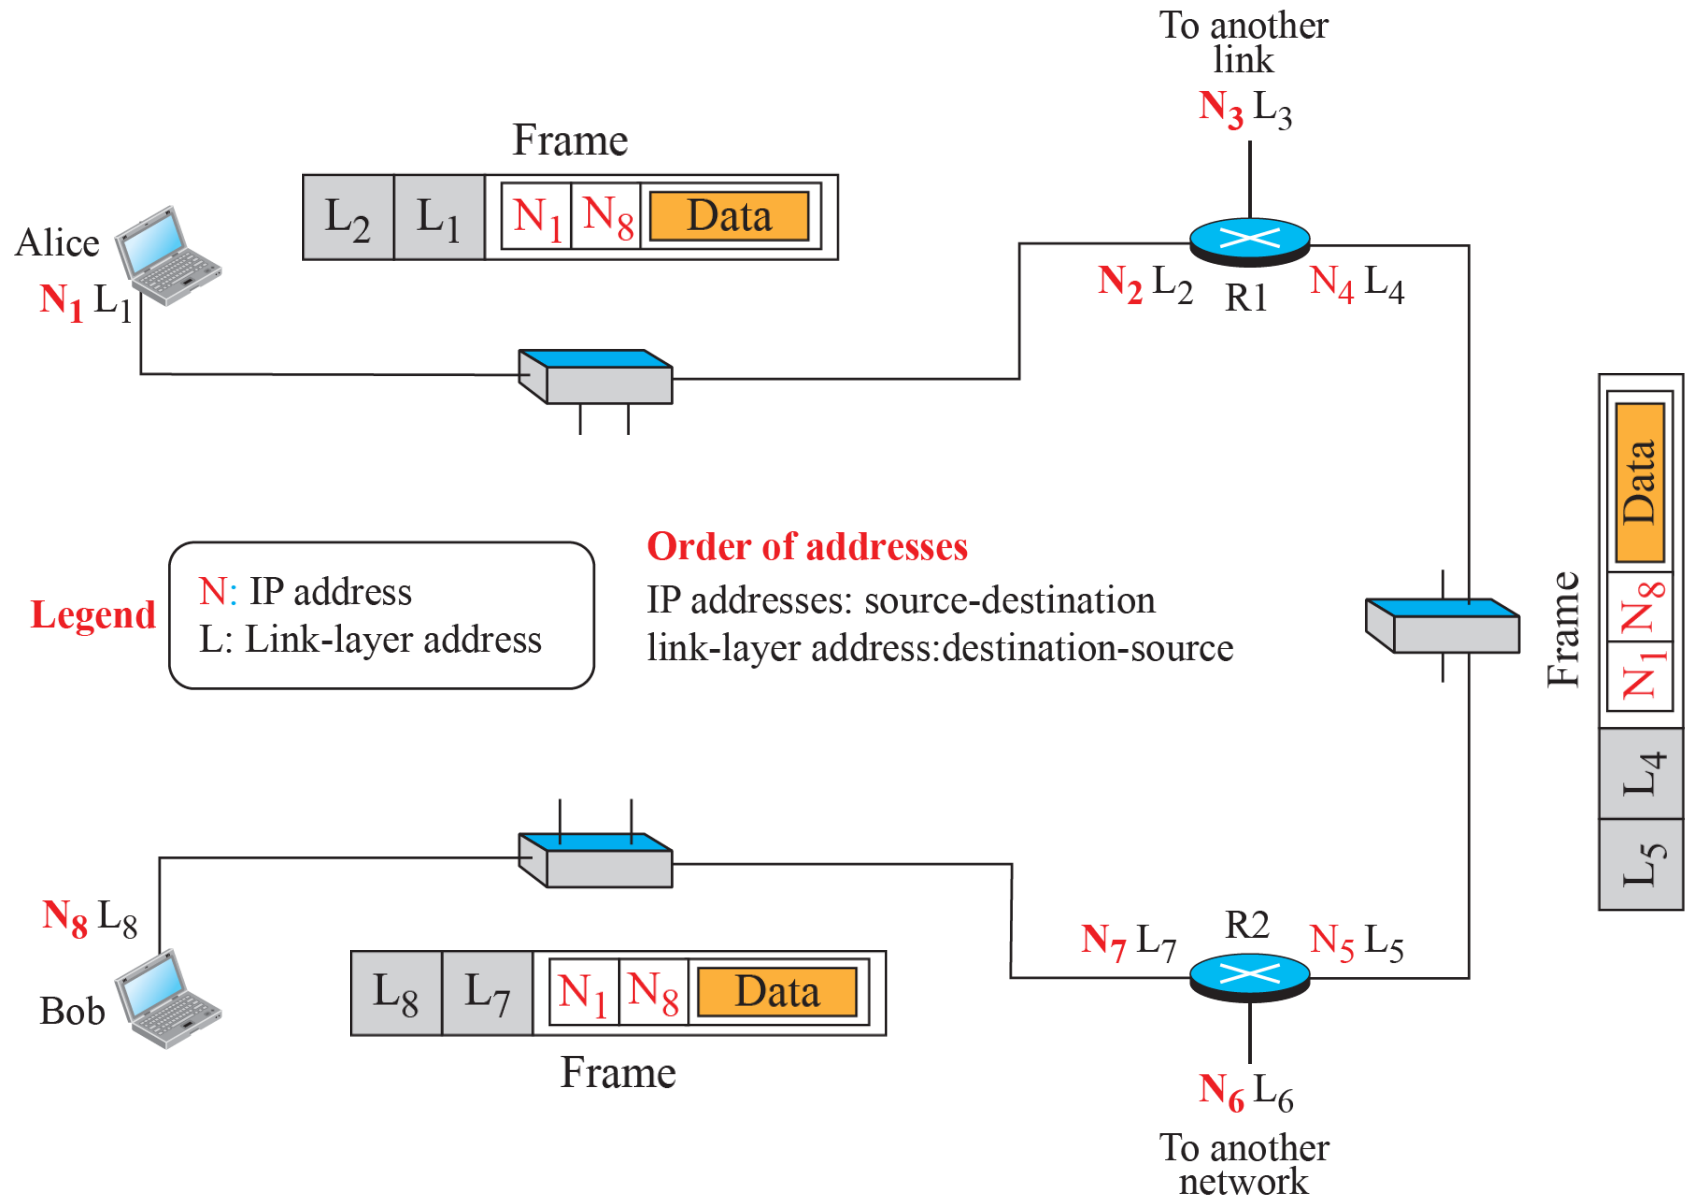 To another
link
N3 L3
Frame
L2 L1 N1 N8 Data
Alice
N1 L1
N2 L2
R1
N4 L4
Frame
L5 L4 N1 N8 Data
Legend
N: IP address
L: Link-layer address
Order of addresses
IP addresses: source-destination
link-layer address:destination-source
N8 L8
Bob
L8 L7 N1 N8 Data
Frame
N7 L7
R2
N5 L5
N6 L6
To another
network